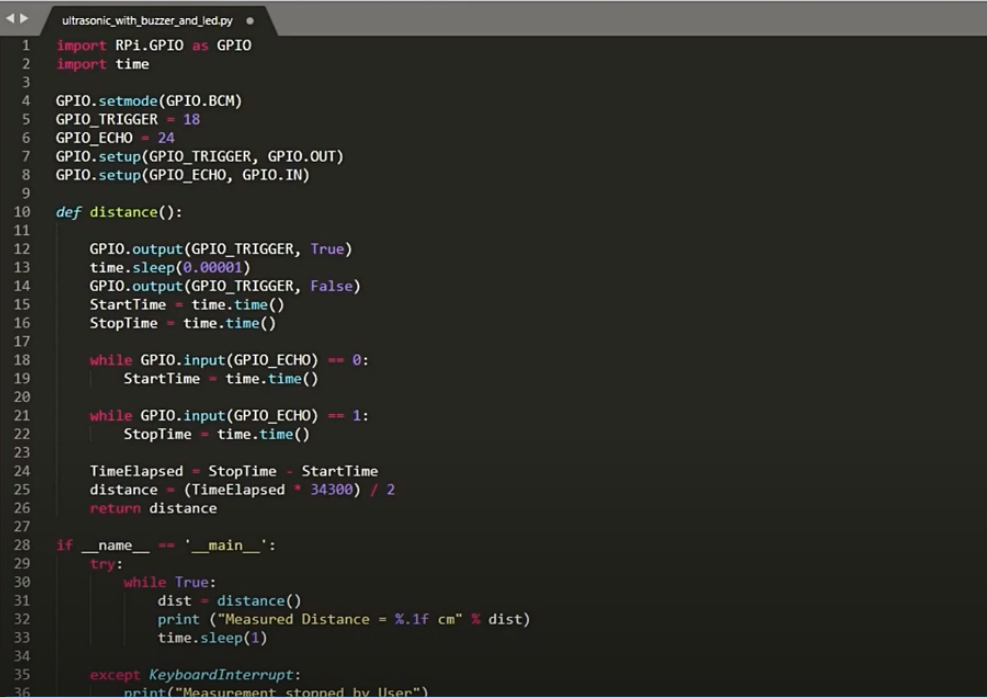 ultrasonic_with_buzzer_and_led.py
1 import RPi.GPIO as GPIO
2 import time
3
4 GPIO.setmode(GPIO.BCM)
5 GPIO_TRIGGER = 18
6 GPIO_ECHO = 24
7 GPIO.setup(GPIO_TRIGGER, GPIO.OUT)
8 GPIO.setup(GPIO_ECHO, GPIO.IN)
9
10 def distance():
11
12     GPIO.output(GPIO_TRIGGER, True)
13     time.sleep(0.00001)
14     GPIO.output(GPIO_TRIGGER, False)
15     StartTime = time.time()
16     StopTime = time.time()
17
18     while GPIO.input(GPIO_ECHO) == 0:
19         StartTime = time.time()
20
21     while GPIO.input(GPIO_ECHO) == 1:
22         StopTime = time.time()
23
24     TimeElapsed = StopTime - StartTime
25     distance = (TimeElapsed * 34300) / 2
26     return distance
27
28 if __name__ == '__main__':
29     try:
30         while True:
31             dist = distance()
32             print ("Measured Distance = %.1f cm" % dist)
33             time.sleep(1)
34
35     except KeyboardInterrupt:
36         print("Measurement stopped by User")